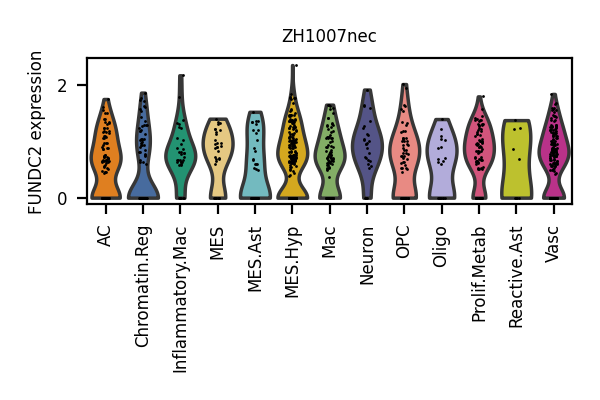 ZH1007nec
FUNDC2 expression
2
0
AC
Chromatin.Reg
Inflammatory.Mac
MES
MES.Ast
MES.Hyp
Mac
Neuron
OPC
Oligo
Prolif.Metab
Reactive.Ast
Vasc